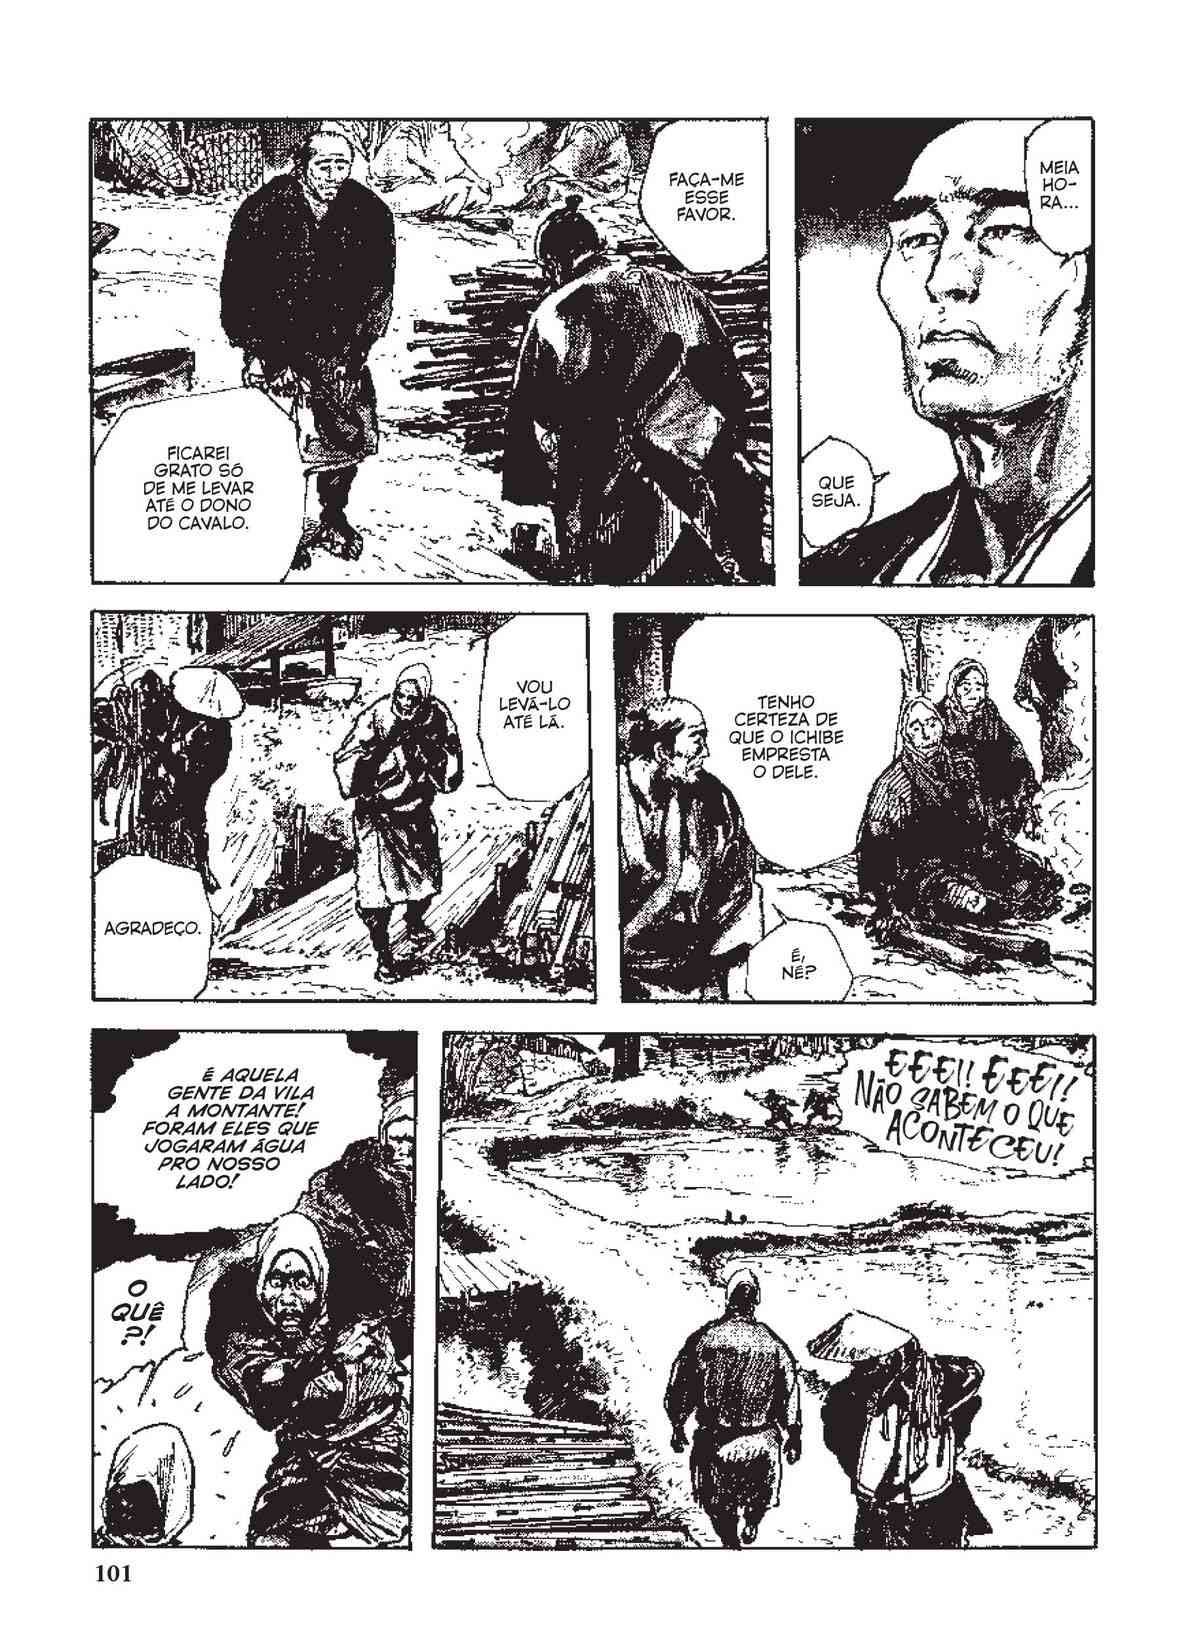 MEIA
HO-
RA...
QUE
SEJA.
FAÇA-ME
ESSE
FAVOR.
FICAREI
GRATO SÓ
DE ME LEVAR
ATÉ O DONO
DO CAVALO.
TENHO
CERTEZA DE
QUE O ICHIBE
EMPRESTA
O DELE.
É,
NÉ?
VOU
LEVÁ-LO
ATÉ LÁ.
AGRADEÇO.
EEEI! EEEI!
NÃO SABEM O QUE
ACONTECEU!
É AQUELA
GENTE DA VILA
A MONTANTE!
FORAM ELES QUE
JOGARAM ÁGUA
PRO NOSSO
LADO!
O
QUÊ
?!
101